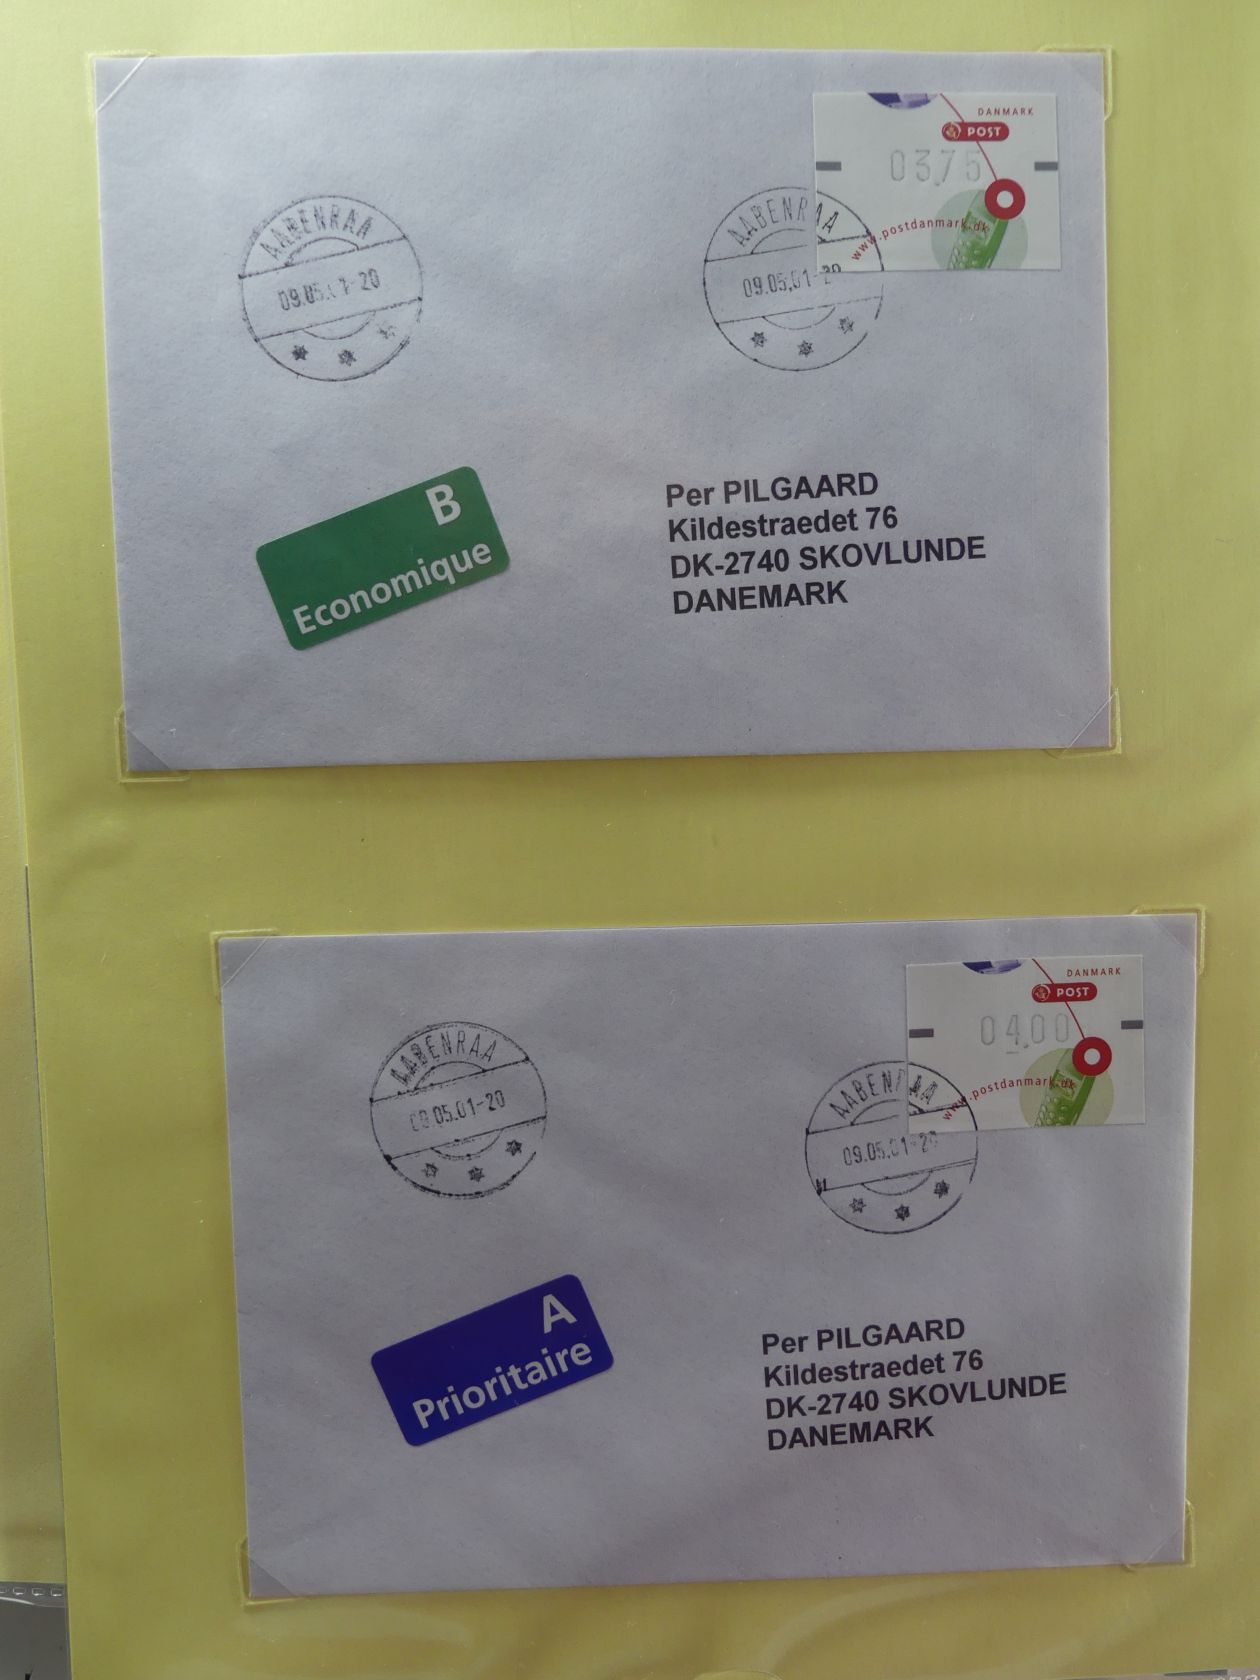 DANMARK
POST
03.75
www.postdanmark.dk
AABENRAA
09.05.01-20
AABENRAA
09.05.01-20
B
Economique
Per PILGAARD
Kildestraedet 76
DK-2740 SKOVLUNDE
DANEMARK
DANMARK
POST
04.00
www.postdanmark.dk
AABENRAA
09.05.01-20
AABENRAA
09.05.01-20
A
Prioritaire
Per PILGAARD
Kildestraedet 76
DK-2740 SKOVLUNDE
DANEMARK